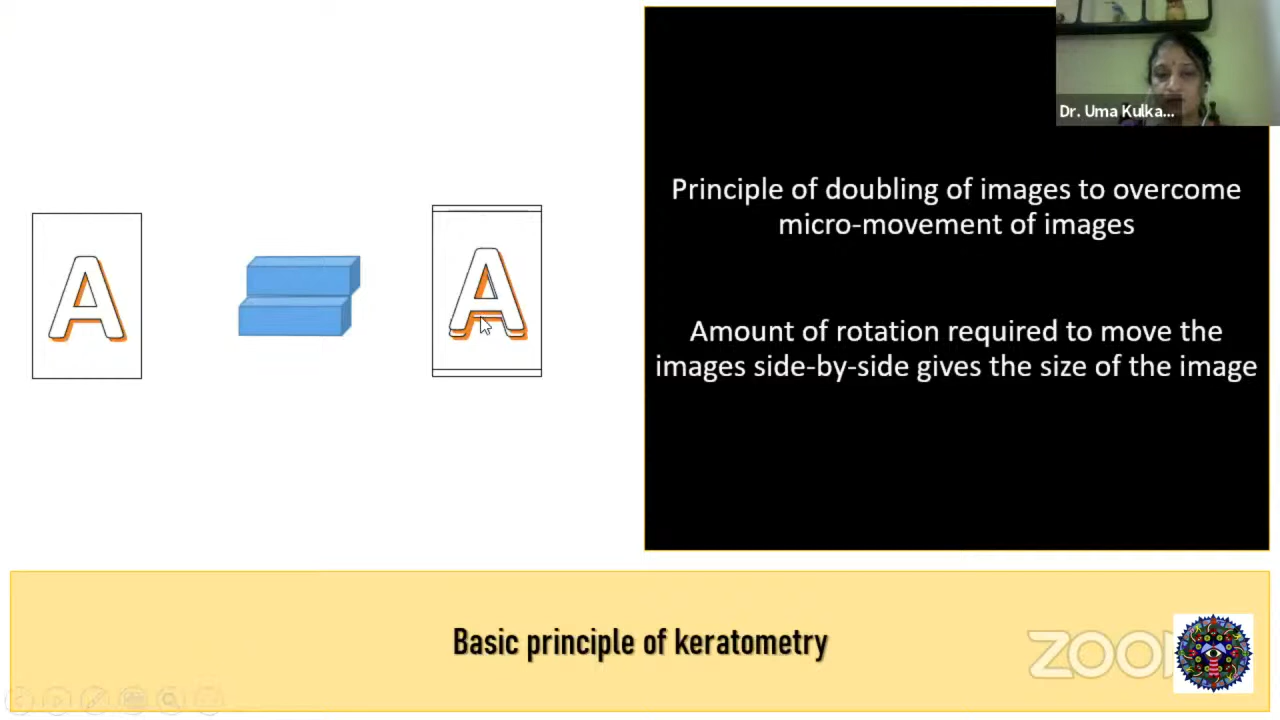 Dr. Uma Kulka...
Principle of doubling of images to overcome
micro-movement of images
A
A
Amount of rotation required to move the
images side-by-side gives the size of the image
Basic principle of keratometry
ZOO